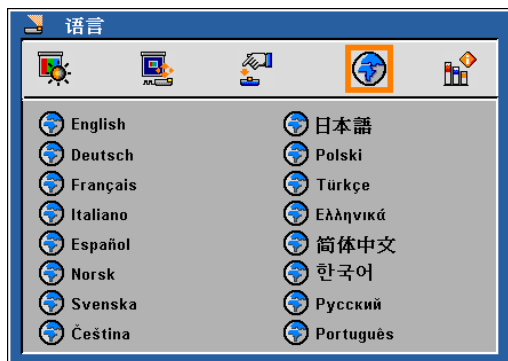 语言
English
Deutsch
Français
Italiano
Español
Norsk
Svenska
Čeština
日本語
Polski
Türkçe
Ελληνικά
简体中文
한국어
Русский
Português